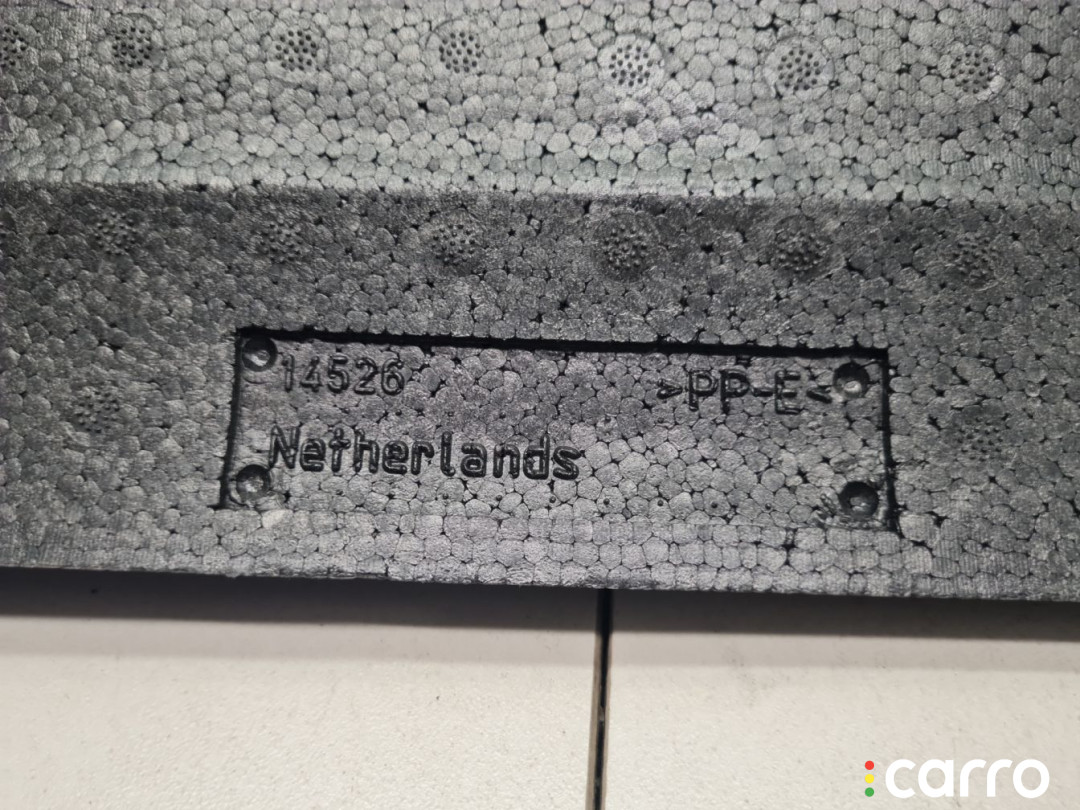 14526 >PP-E<
Netherlands
carro